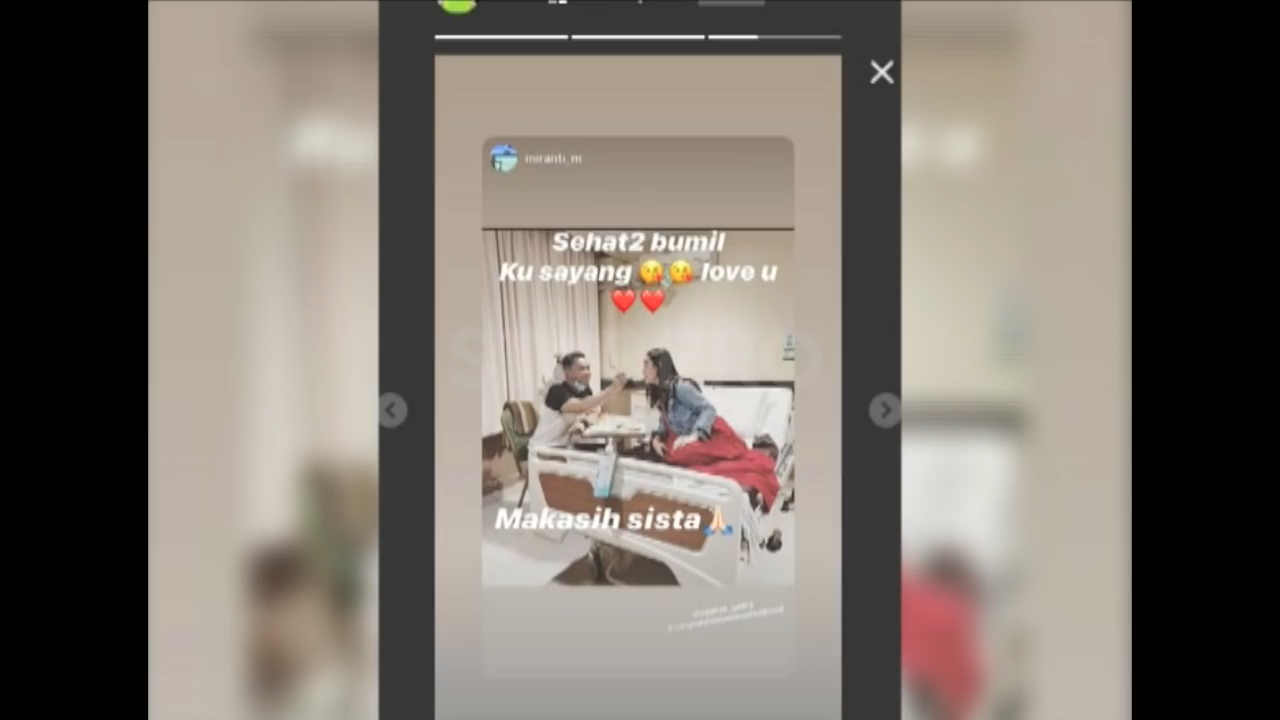 miranti_m
Sehat2 bumil
Ku sayang 😘😘 love u
❤️❤️
Makasih sista🙏🏻